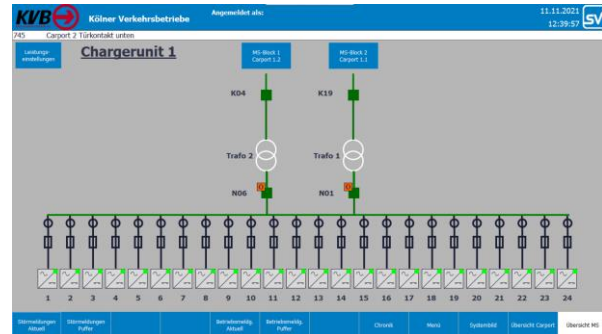 KVB Kölner Verkehrsbetriebe
Angemeldet als:
11.11.2021
12:39:57
SV
745 Carport 2 Türkontakt unten
Leistungs-
einstellungen
Chargerunit 1
MS-Block 1
Carport 1.2
MS-Block 2
Carport 1.1
K04
K19
Trafo 2
Trafo 1
N06
N01
1 2 3 4 5 6 7 8 9 10 11 12 13 14 15 16 17 18 19 20 21 22 23 24
Störmeldungen
Aktuell
Störmeldungen
Puffer
Betriebsmeldg.
Aktuell
Betriebsmeldg.
Puffer
Chronik
Menü
Systembild
Übersicht Carport
Übersicht MS